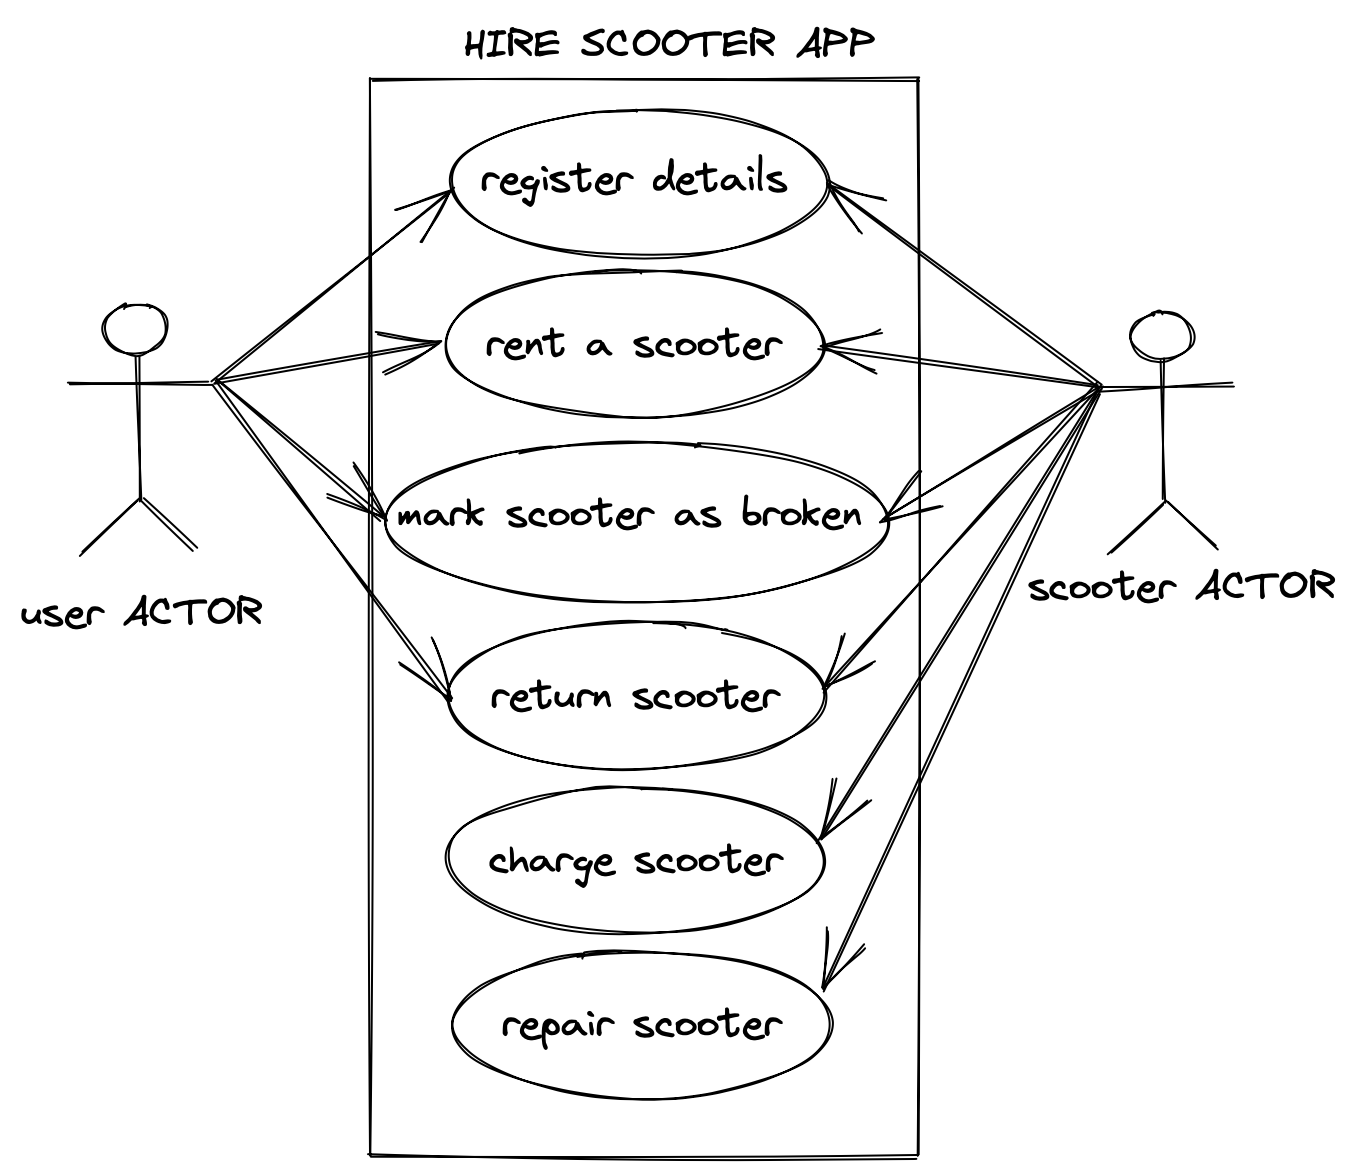 HIRE SCOOTER APP
register details
rent a scooter
mark scooter as broken
user ACTOR
scooter ACTOR
return scooter
charge scooter
repair scooter